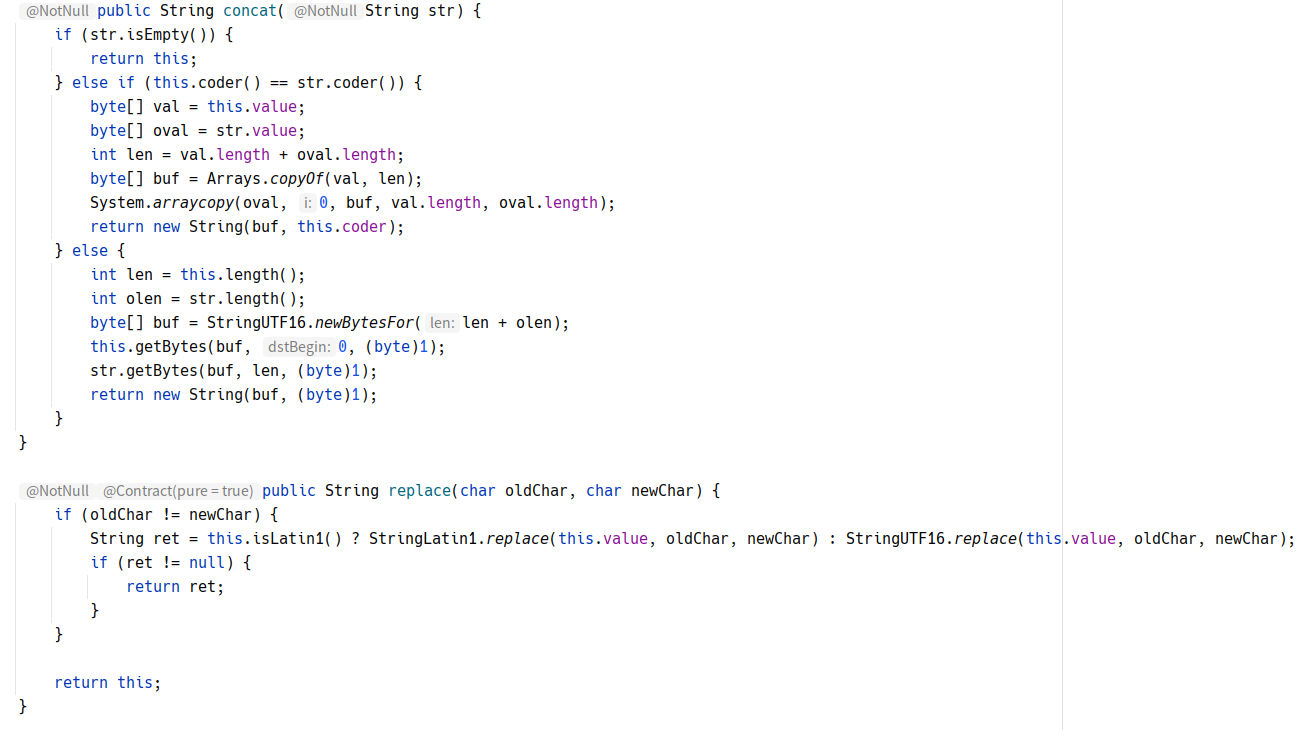 @NotNull public String concat( @NotNull String str) {
    if (str.isEmpty()) {
        return this;
    } else if (this.coder() == str.coder()) {
        byte[] val = this.value;
        byte[] oval = str.value;
        int len = val.length + oval.length;
        byte[] buf = Arrays.copyOf(val, len);
        System.arraycopy(oval, i: 0, buf, val.length, oval.length);
        return new String(buf, this.coder);
    } else {
        int len = this.length();
        int olen = str.length();
        byte[] buf = StringUTF16.newBytesFor( len: len + olen);
        this.getBytes(buf, dstBegin: 0, (byte)1);
        str.getBytes(buf, len, (byte)1);
        return new String(buf, (byte)1);
    }
}
@NotNull @Contract(pure = true) public String replace(char oldChar, char newChar) {
    if (oldChar != newChar) {
        String ret = this.isLatin1() ? StringLatin1.replace(this.value, oldChar, newChar) : StringUTF16.replace(this.value, oldChar, newChar);
        if (ret != null) {
            return ret;
        }
    }
    return this;
}